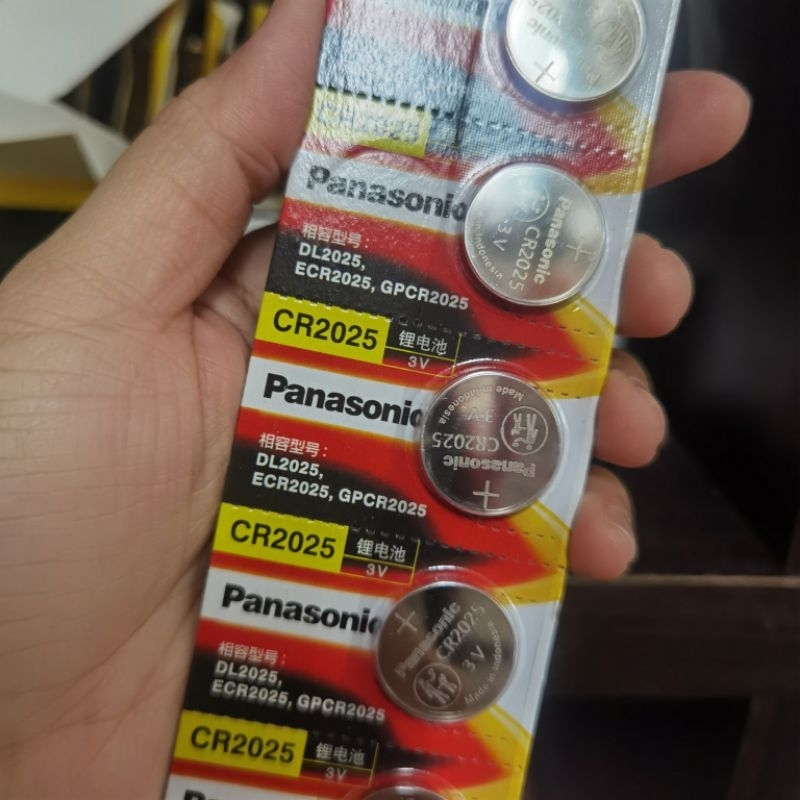 Panasonic
相容型号：
DL2025,
ECR2025, GPCR2025
CR2025
锂电池
3V
Panasonic
CR2025
3V
Made in Indonesia
Panasonic
相容型号：
DL2025,
ECR2025, GPCR2025
CR2025
锂电池
3V
Panasonic
CR2025
3V
Made in Indonesia
Panasonic
相容型号：
DL2025,
ECR2025, GPCR2025
CR2025
锂电池
3V
Panasonic
CR2025
3V
Made in Indonesia